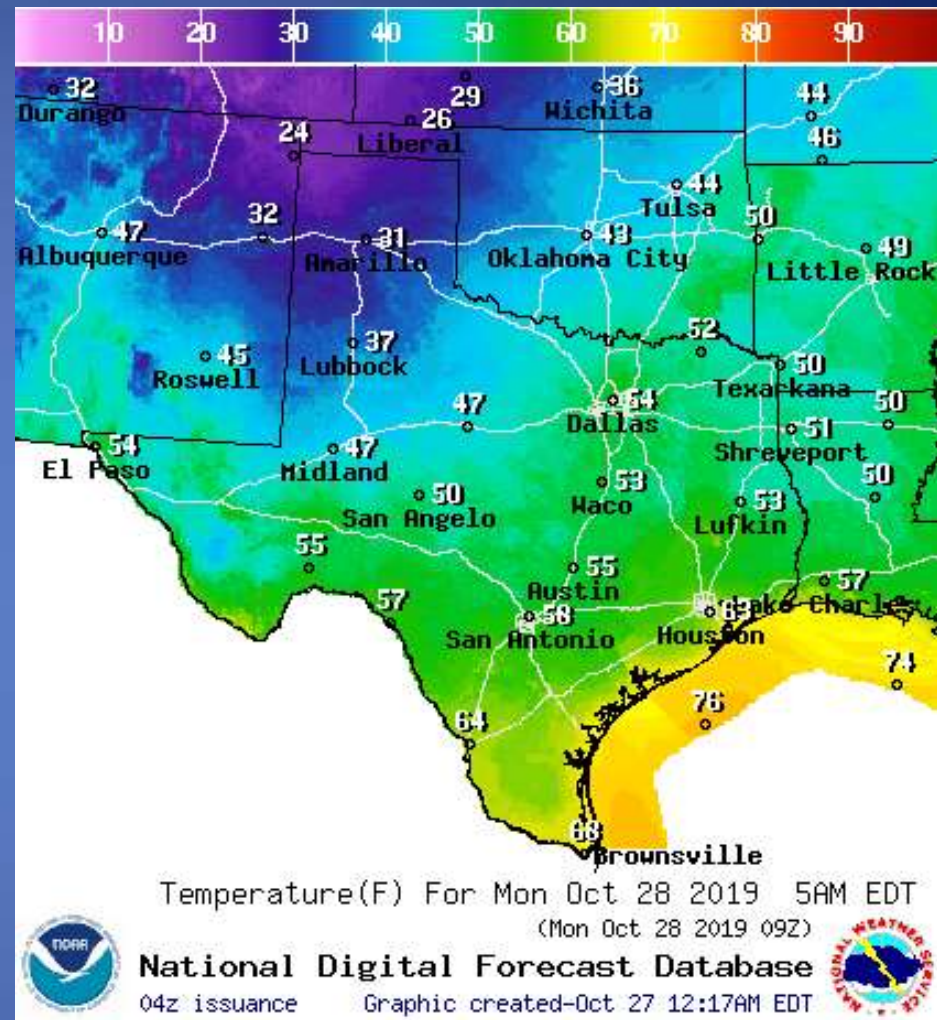 10 20 30 40 50 60 70 80 90
29
32 36 44
Durango Wichita
26
Liberal
24 46
44
Tulsa
32 50
47 31 43 49
Albuquerque Amarillo Oklahoma City Little Rock
52
45 37 50
Roswell Lubbock Texarkana
54
47 50
Dallas
54 47 51
El Paso Midland Shreveport
50 53 53 50
San Angelo Waco Lufkin
55 55 57
Austin Lake Charles
57 58 63
San Antonio Houston
74
64 76
68
Brownsville
Temperature(F) For Mon Oct 28 2019 5AM EDT
(Mon Oct 28 2019 09Z)
NOAA
NATIONAL WEATHER SERVICE
National Digital Forecast Database
04z issuance Graphic created-Oct 27 12:17AM EDT